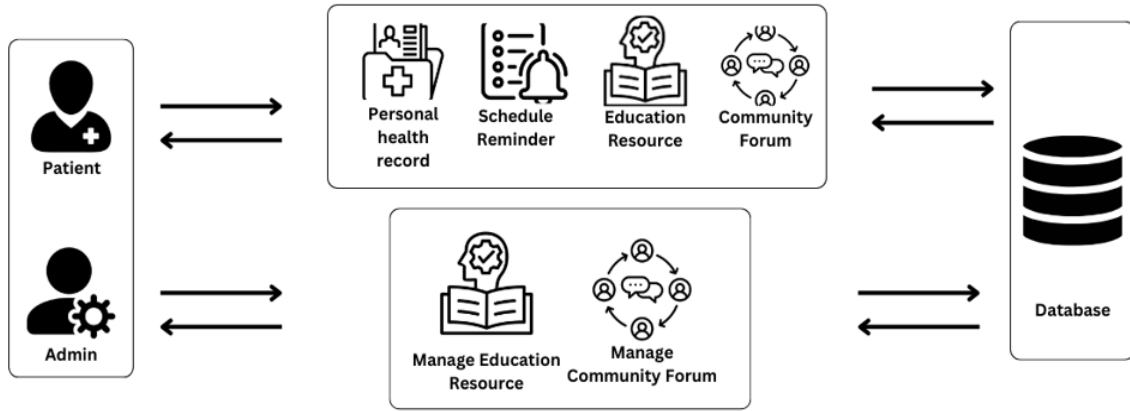 Patient
Admin
Personal
health
record
Schedule
Reminder
Education
Resource
Community
Forum
Manage Education
Resource
Manage
Community Forum
Database